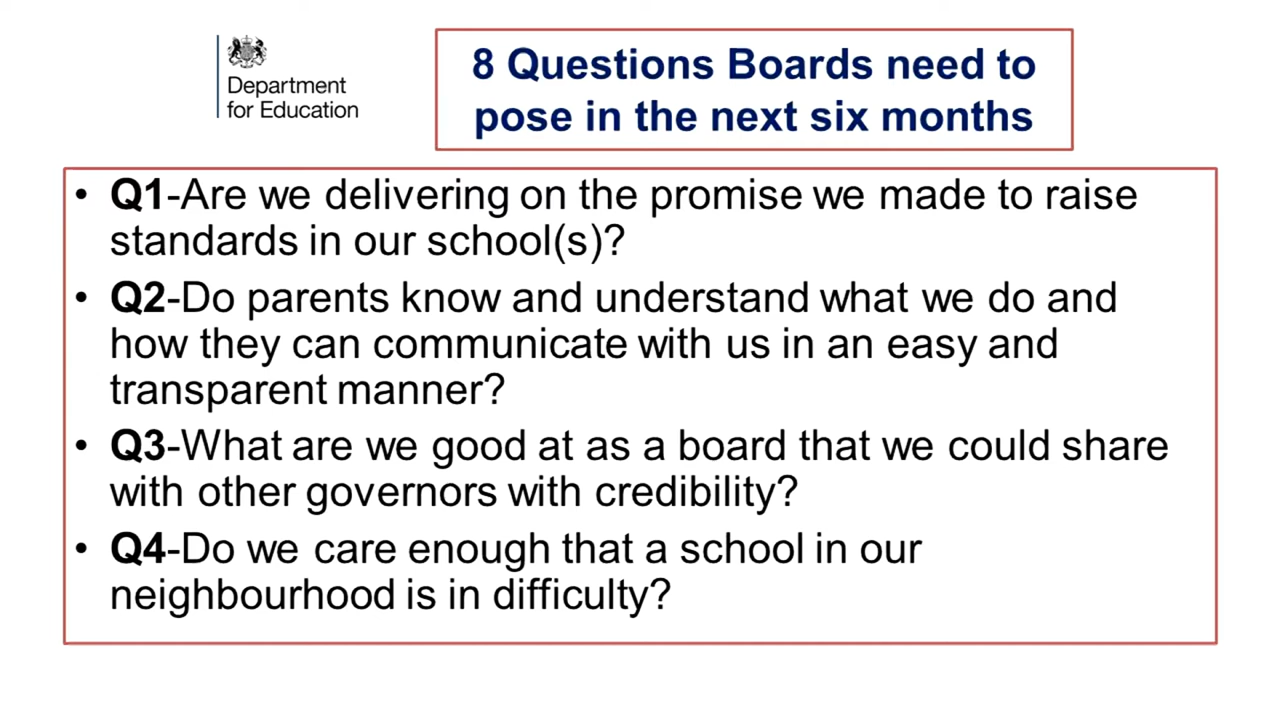 Department
for Education
8 Questions Boards need to
pose in the next six months
• Q1-Are we delivering on the promise we made to raise
standards in our school(s)?
• Q2-Do parents know and understand what we do and
how they can communicate with us in an easy and
transparent manner?
• Q3-What are we good at as a board that we could share
with other governors with credibility?
• Q4-Do we care enough that a school in our
neighbourhood is in difficulty?